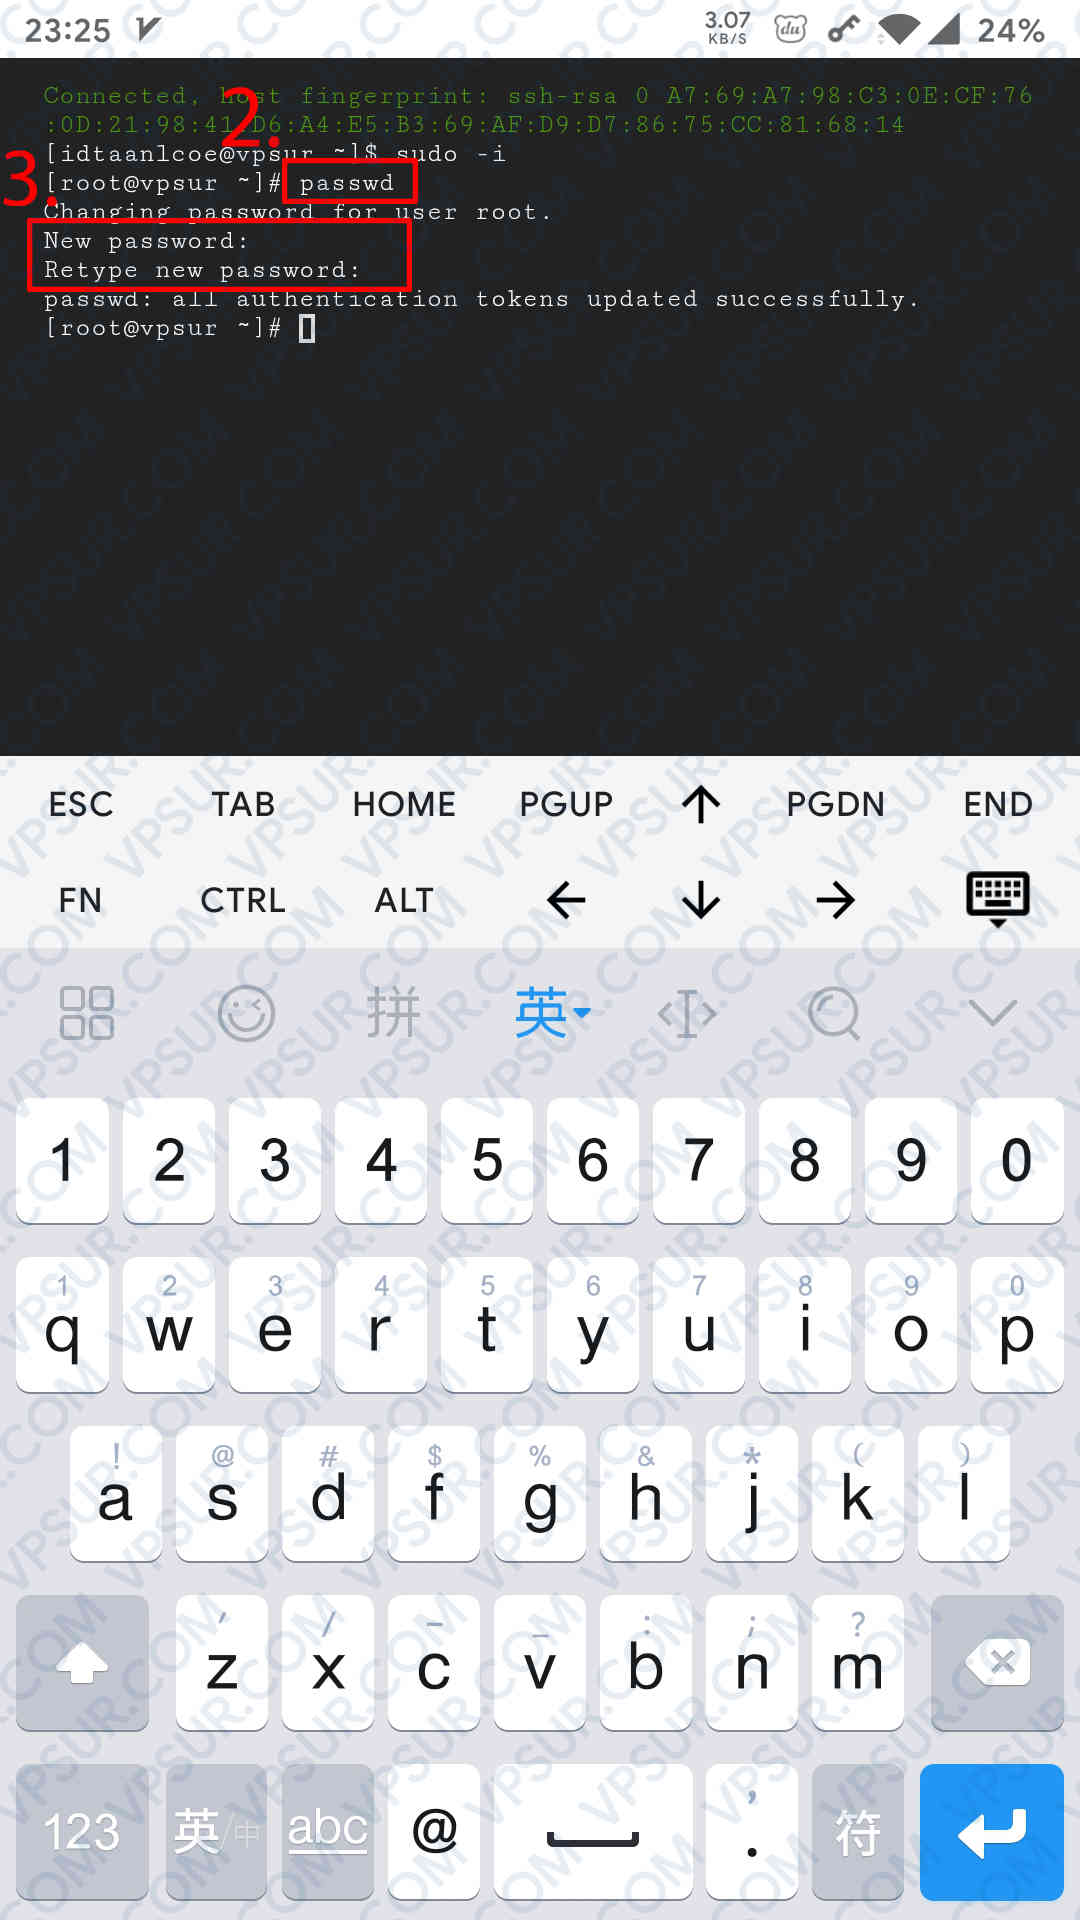 23:25 3.07 KB/S du 24%
Connected, host fingerprint: ssh-rsa 0 A7:69:A7:98:C3:0E:CF:76
:0D:21:98:41:D6:A4:E5:B3:69:AF:D9:D7:86:75:CC:81:68:14
2.
[idtaanlcoe@vpsur ~]$ sudo -i
3.
[root@vpsur ~]# passwd
Changing password for user root.
New password:
Retype new password:
passwd: all authentication tokens updated successfully.
[root@vpsur ~]#
ESC TAB HOME PGUP ↑ PGDN END
FN CTRL ALT ← ↓ →
拼 英
1 2 3 4 5 6 7 8 9 0
1 2 3 4 5 6 7 8 9 0
q w e r t y u i o p
! @ # $ % & * ( )
a s d f g h j k l
' / - _ : ; ?
z x c v b n m
123 英/中 abc @ , . 符
VPSUR.COM